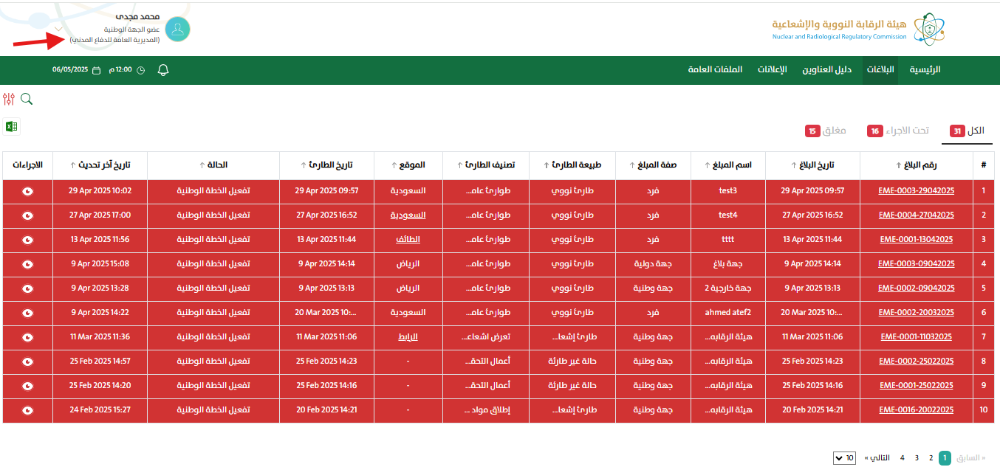 هيئة الرقابة النووية والإشعاعية
Nuclear and Radiological Regulatory Commission
محمد مجدى
عضو الجهة الوطنية
(المديرية العامة للدفاع المدني)
الرئيسية البلاغات دليل العناوين الإعلانات الملفات العامة
12:00 م 06/05/2025
الكل 31 تحت الاجراء 16 مغلق 15
# رقم البلاغ ↑ تاريخ البلاغ ↑ اسم المبلغ ↑ صفة المبلغ ↑ طبيعة الطارئ ↑ تصنيف الطارئ ↑ الموقع ↑ تاريخ الطارئ ↑ الحالة ↑ تاريخ آخر تحديث ↑ الاجراءات
1 EME-0003-29042025 29 Apr 2025 09:57 test3 فرد طارئ نووي طوارئ عامـ... السعودية 29 Apr 2025 09:57 تفعيل الخطة الوطنية 29 Apr 2025 10:02
2 EME-0004-27042025 27 Apr 2025 16:52 test4 فرد طارئ نووي طوارئ عامـ... السعودية 27 Apr 2025 16:52 تفعيل الخطة الوطنية 27 Apr 2025 17:00
3 EME-0001-13042025 13 Apr 2025 11:44 tttt فرد طارئ نووي طوارئ عامـ... الطائف 13 Apr 2025 11:44 تفعيل الخطة الوطنية 13 Apr 2025 11:56
4 EME-0003-09042025 9 Apr 2025 14:14 جهة بلاغ جهة دولية طارئ نووي طوارئ عامـ... الرياض 9 Apr 2025 14:14 تفعيل الخطة الوطنية 9 Apr 2025 15:08
5 EME-0002-09042025 9 Apr 2025 13:13 جهة خارجية 2 جهة وطنية طارئ نووي طوارئ عامـ... الرياض 9 Apr 2025 13:13 تفعيل الخطة الوطنية 9 Apr 2025 13:28
6 EME-0002-20032025 20 Mar 2025 10:... ahmed atef2 فرد طارئ نووي طوارئ عامـ... السعودية 20 Mar 2025 10:... تفعيل الخطة الوطنية 9 Apr 2025 14:22
7 EME-0001-11032025 11 Mar 2025 11:06 هيئة الرقابهـ... جهة وطنية طارئ إشعا... تعرض اشعاعـ... الرابط 11 Mar 2025 11:06 تفعيل الخطة الوطنية 11 Mar 2025 11:36
8 EME-0002-25022025 25 Feb 2025 14:23 هيئة الرقابهـ... جهة وطنية حالة غير طارئة أعمال التحقـ... - 25 Feb 2025 14:23 تفعيل الخطة الوطنية 25 Feb 2025 14:57
9 EME-0001-25022025 25 Feb 2025 14:16 هيئة الرقابهـ... جهة وطنية حالة غير طارئة أعمال التحقـ... - 25 Feb 2025 14:16 تفعيل الخطة الوطنية 25 Feb 2025 14:20
10 EME-0016-20022025 20 Feb 2025 14:21 هيئة الرقابهـ... جهة وطنية طارئ إشعا... إطلاق مواد ... - 20 Feb 2025 14:21 تفعيل الخطة الوطنية 24 Feb 2025 15:27
« السابق 1 2 3 4 التالي » 10